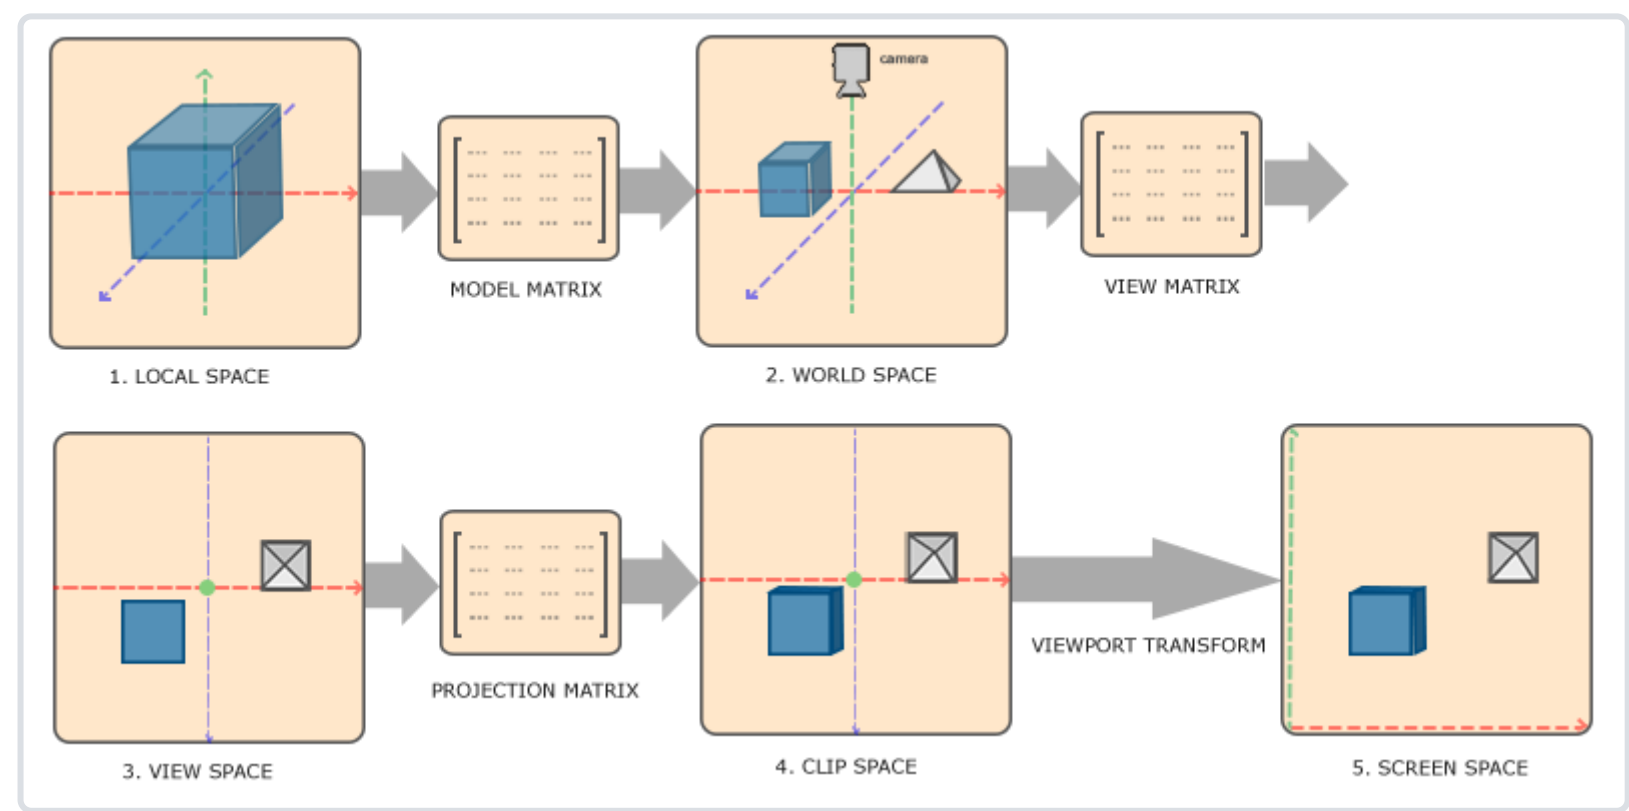 camera
MODEL MATRIX
VIEW MATRIX
1. LOCAL SPACE
2. WORLD SPACE
VIEWPORT TRANSFORM
PROJECTION MATRIX
3. VIEW SPACE
4. CLIP SPACE
5. SCREEN SPACE